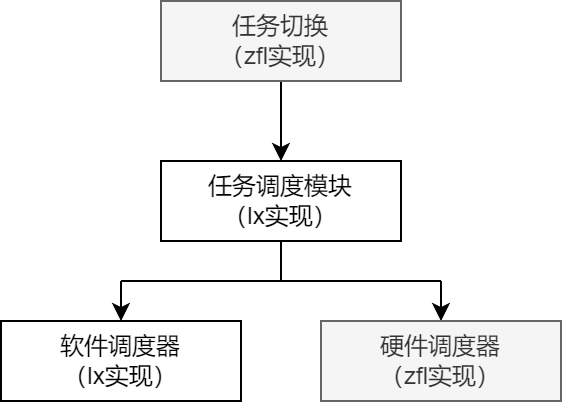 任务切换
（zfl实现）
任务调度模块
（lx实现）
软件调度器
（lx实现）
硬件调度器
（zfl实现）